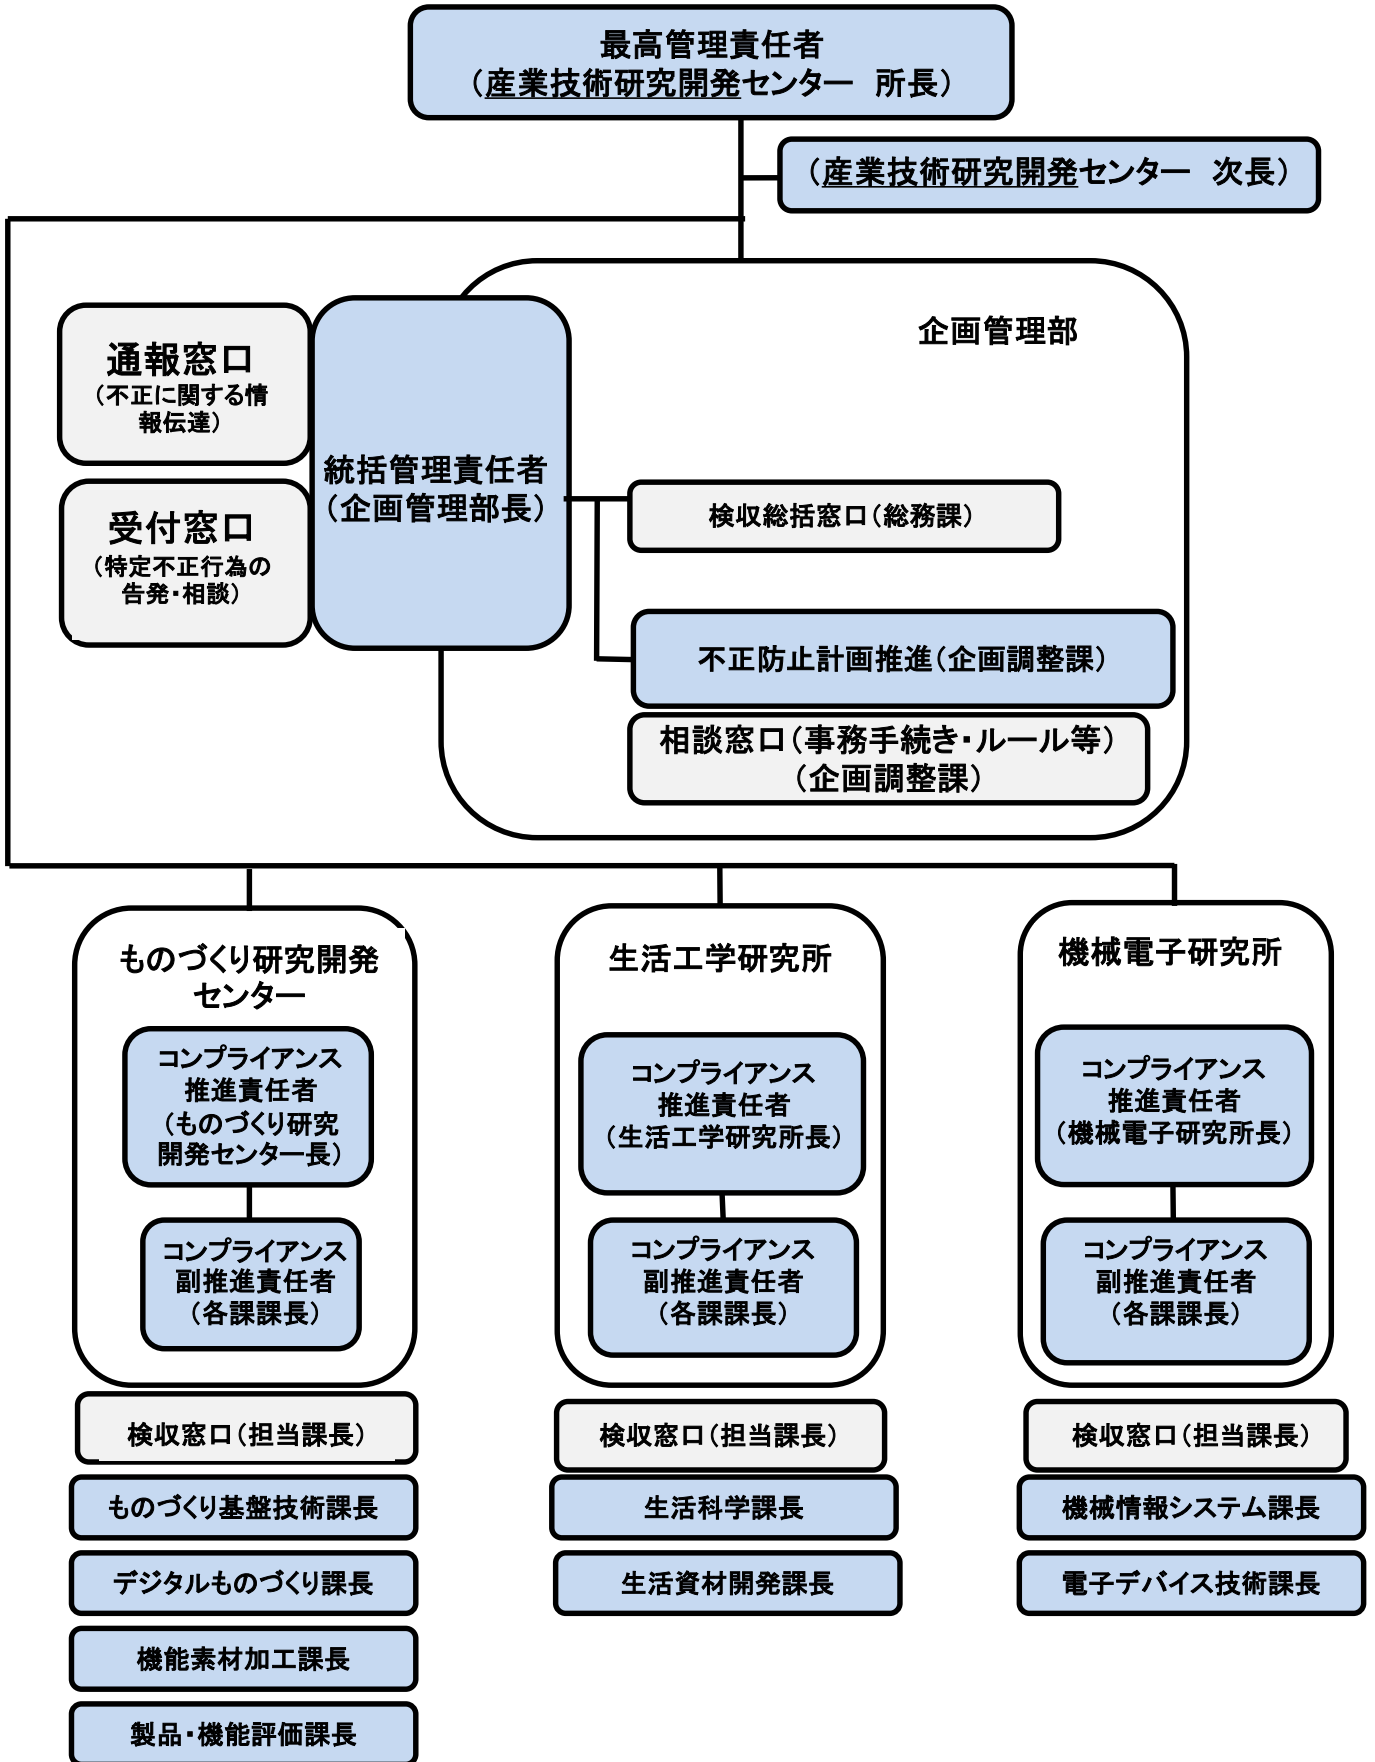 最高管理責任者
（産業技術研究開発センター　所長）
（産業技術研究開発センター　次長）
企画管理部
通報窓口
（不正に関する情
報伝達）
受付窓口
（特定不正行為の
告発・相談）
統括管理責任者
（企画管理部長）
検収総括窓口（総務課）
不正防止計画推進（企画調整課）
相談窓口（事務手続き・ルール等）
（企画調整課）
ものづくり研究開発
センター
コンプライアンス
推進責任者
（ものづくり研究
開発センター長）
コンプライアンス
副推進責任者
（各課課長）
検収窓口（担当課長）
ものづくり基盤技術課長
デジタルものづくり課長
機能素材加工課長
製品・機能評価課長
生活工学研究所
コンプライアンス
推進責任者
（生活工学研究所長）
コンプライアンス
副推進責任者
（各課課長）
検収窓口（担当課長）
生活科学課長
生活資材開発課長
機械電子研究所
コンプライアンス
推進責任者
（機械電子研究所長）
コンプライアンス
副推進責任者
（各課課長）
検収窓口（担当課長）
機械情報システム課長
電子デバイス技術課長